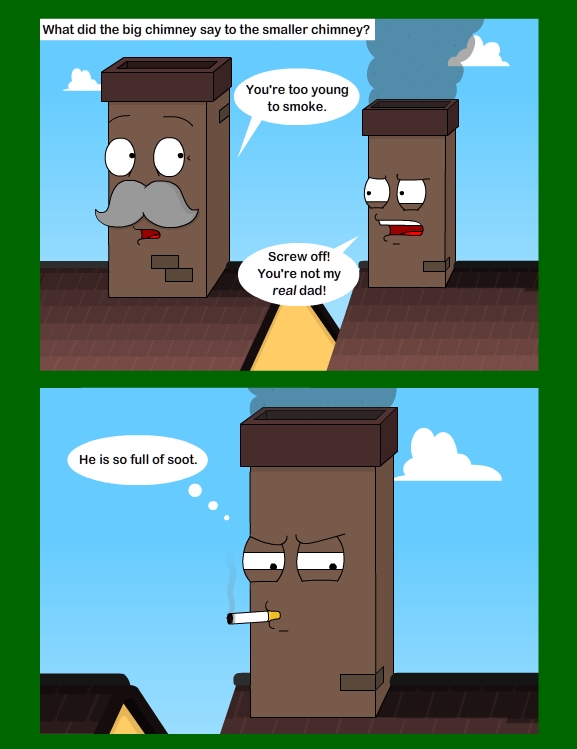 What did the big chimney say to the smaller chimney?
You're too young
to smoke.
Screw off!
You're not my
real dad!
He is so full of soot.